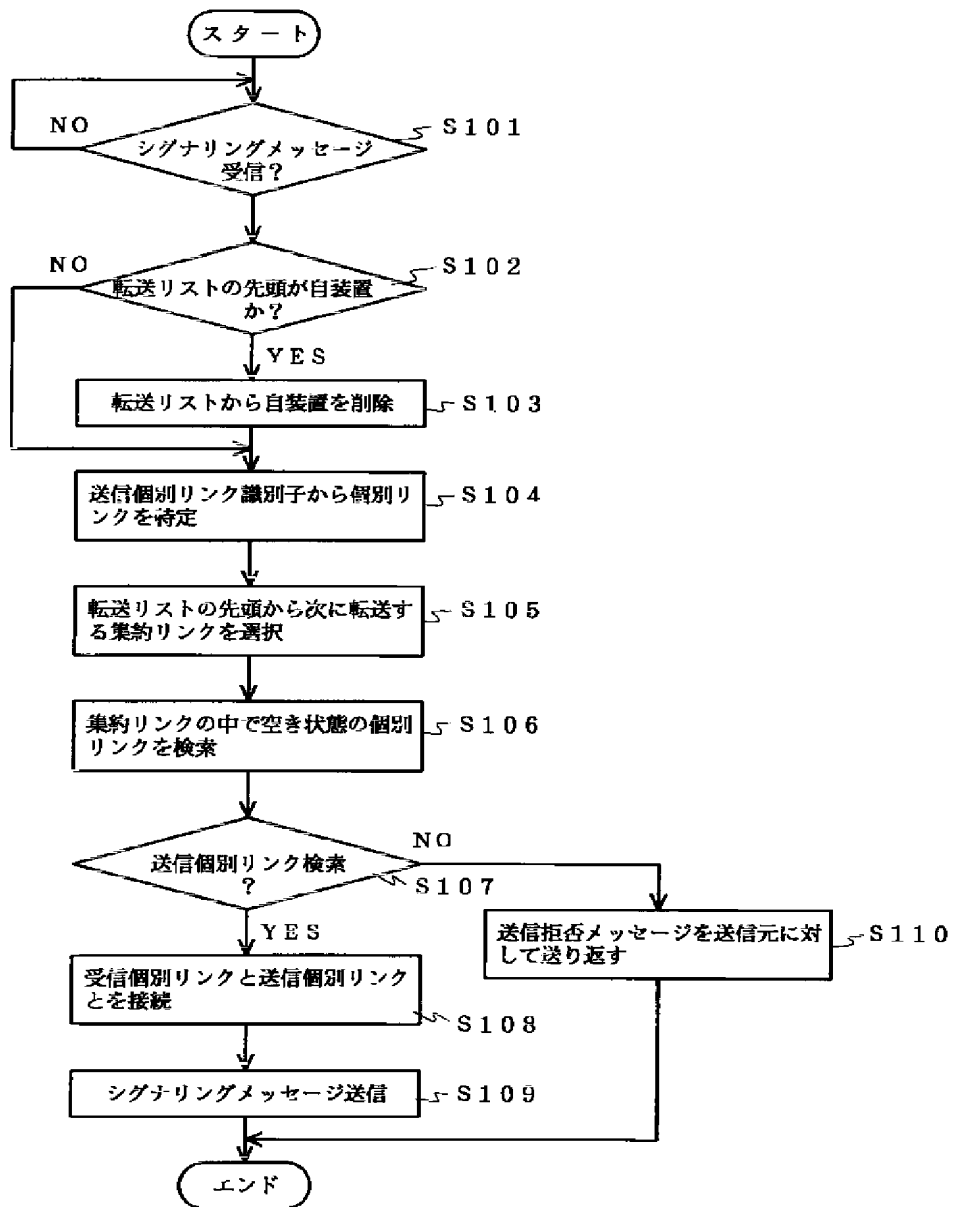 スタート
NO
S101
シグナリングメッセージ
受信？
NO
S102
転送リストの先頭が自装置
か？
YES
転送リストから自装置を削除
S103
送信個別リンク識別子から個別リ
ンクを特定
S104
転送リストの先頭から次に転送す
る集約リンクを選択
S105
集約リンクの中で空き状態の個別
リンクを検索
S106
NO
送信個別リンク検索
？
S107
YES
送信拒否メッセージを送信元に対
して送り返す
S110
受信個別リンクと送信個別リンク
とを接続
S108
シグナリングメッセージ送信
S109
エンド